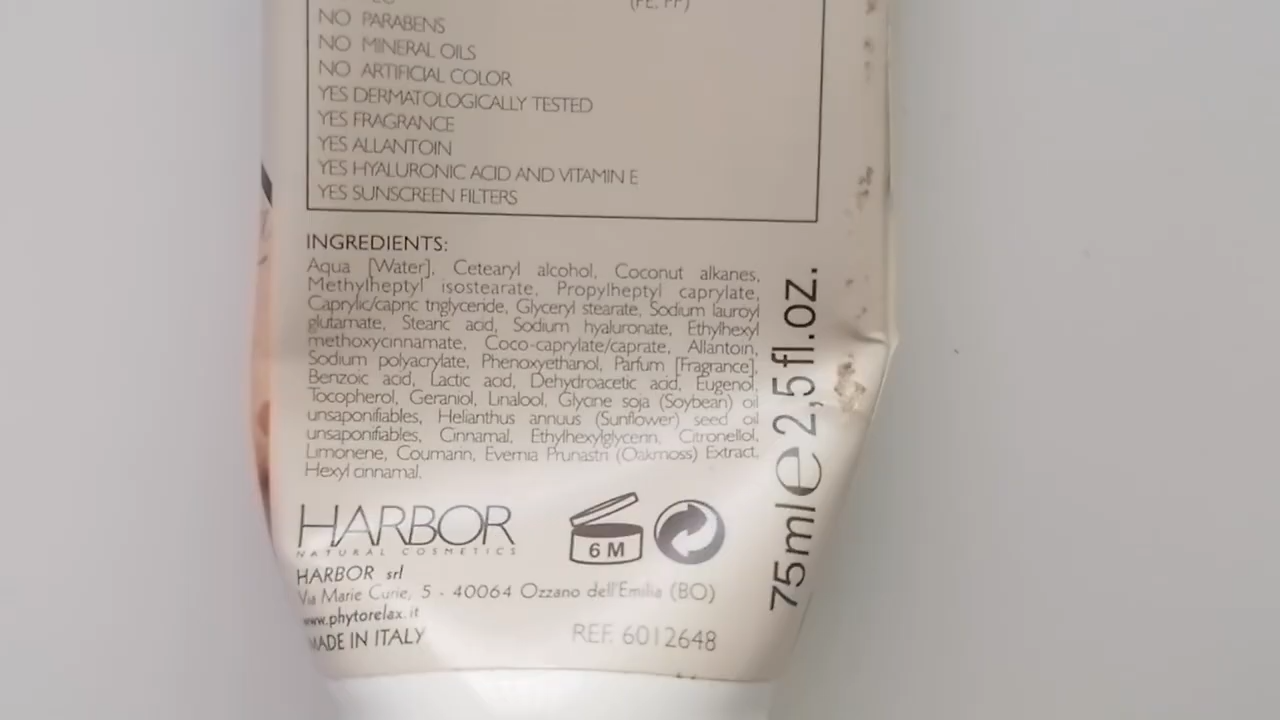 (PE, PP)
NO PARABENS
NO MINERAL OILS
NO ARTIFICIAL COLOR
YES DERMATOLOGICALLY TESTED
YES FRAGRANCE
YES ALLANTOIN
YES HYALURONIC ACID AND VITAMIN E
YES SUNSCREEN FILTERS
INGREDIENTS:
Aqua [Water], Cetearyl alcohol, Coconut alkanes,
Methylheptyl isostearate, Propylheptyl caprylate,
Caprylic/capric triglyceride, Glyceryl stearate, Sodium lauroyl
glutamate, Stearic acid, Sodium hyaluronate, Ethylhexyl
methoxycinnamate, Coco-caprylate/caprate, Allantoin,
Sodium polyacrylate, Phenoxyethanol, Parfum [Fragrance],
Benzoic acid, Lactic acid, Dehydroacetic acid, Eugenol,
Tocopherol, Geraniol, Linalool, Glycine soja (Soybean) oil
unsaponifiables, Helianthus annuus (Sunflower) seed oil
unsaponifiables, Cinnamal, Ethylhexylglycerin, Citronellol,
Limonene, Coumarin, Evernia Prunastri (Oakmoss) Extract,
Hexyl cinnamal.
75ml e 2,5 fl.oz.
HARBOR
NATURAL COSMETICS
6 M
HARBOR srl
Via Marie Curie, 5 - 40064 Ozzano dell'Emilia (BO)
www.phytorelax.it
MADE IN ITALY
REF. 6012648